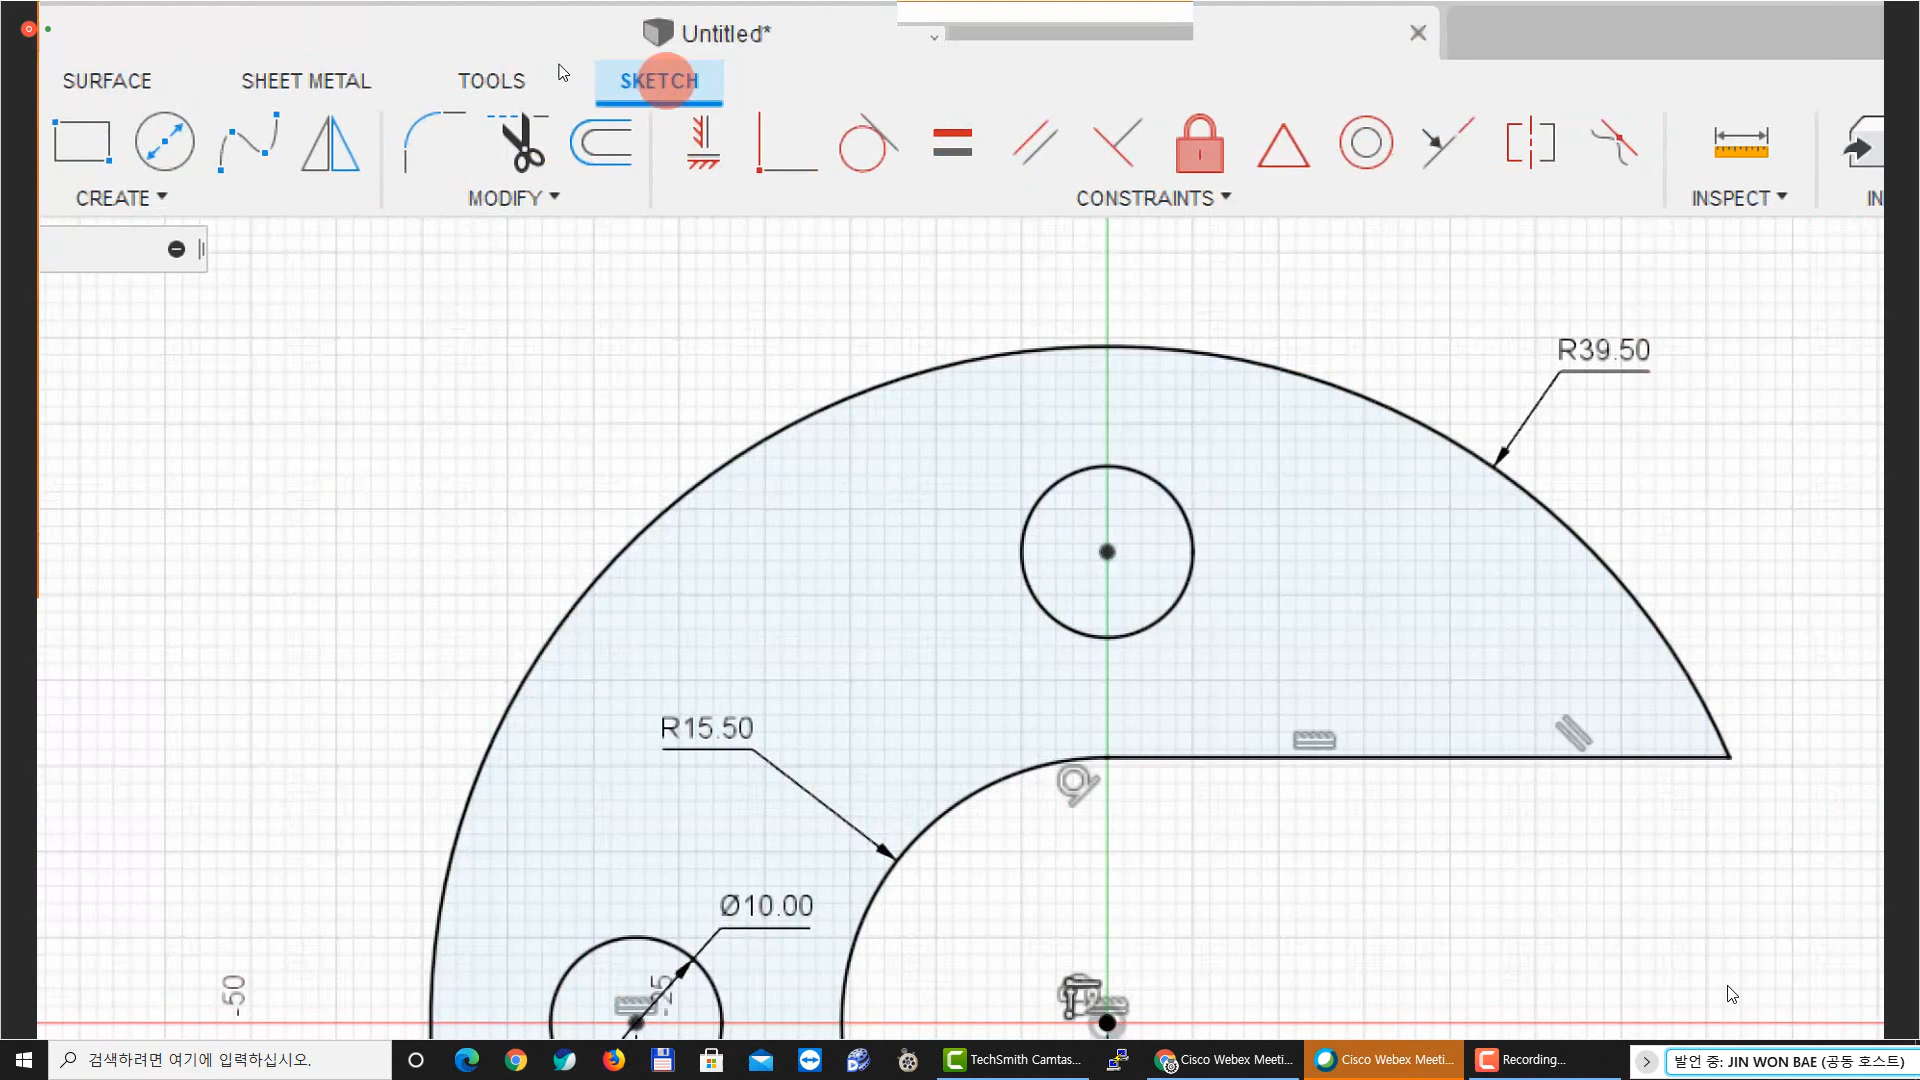 Untitled*
SURFACE SHEET METAL TOOLS SKETCH
CREATE MODIFY CONSTRAINTS INSPECT IN
R39.50
R15.50
Ø10.00
-50 -25
검색하려면 여기에 입력하십시오.
TechSmith Camtas...
Cisco Webex Meeti...
Cisco Webex Meeti...
Recording...
발언 중: JIN WON BAE (공동 호스트)